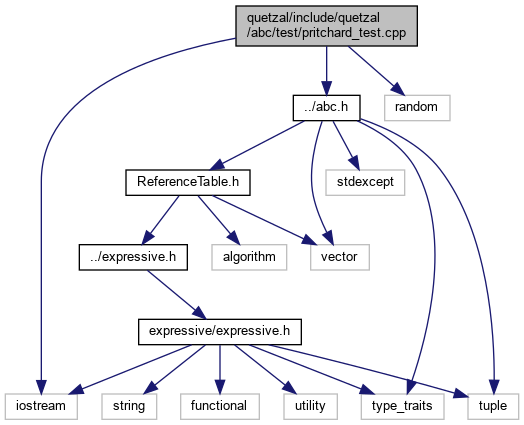 quetzal/include/quetzal
/abc/test/pritchard_test.cpp
../abc.h
random
ReferenceTable.h
stdexcept
../expressive.h
algorithm
vector
expressive/expressive.h
iostream
string
functional
utility
type_traits
tuple